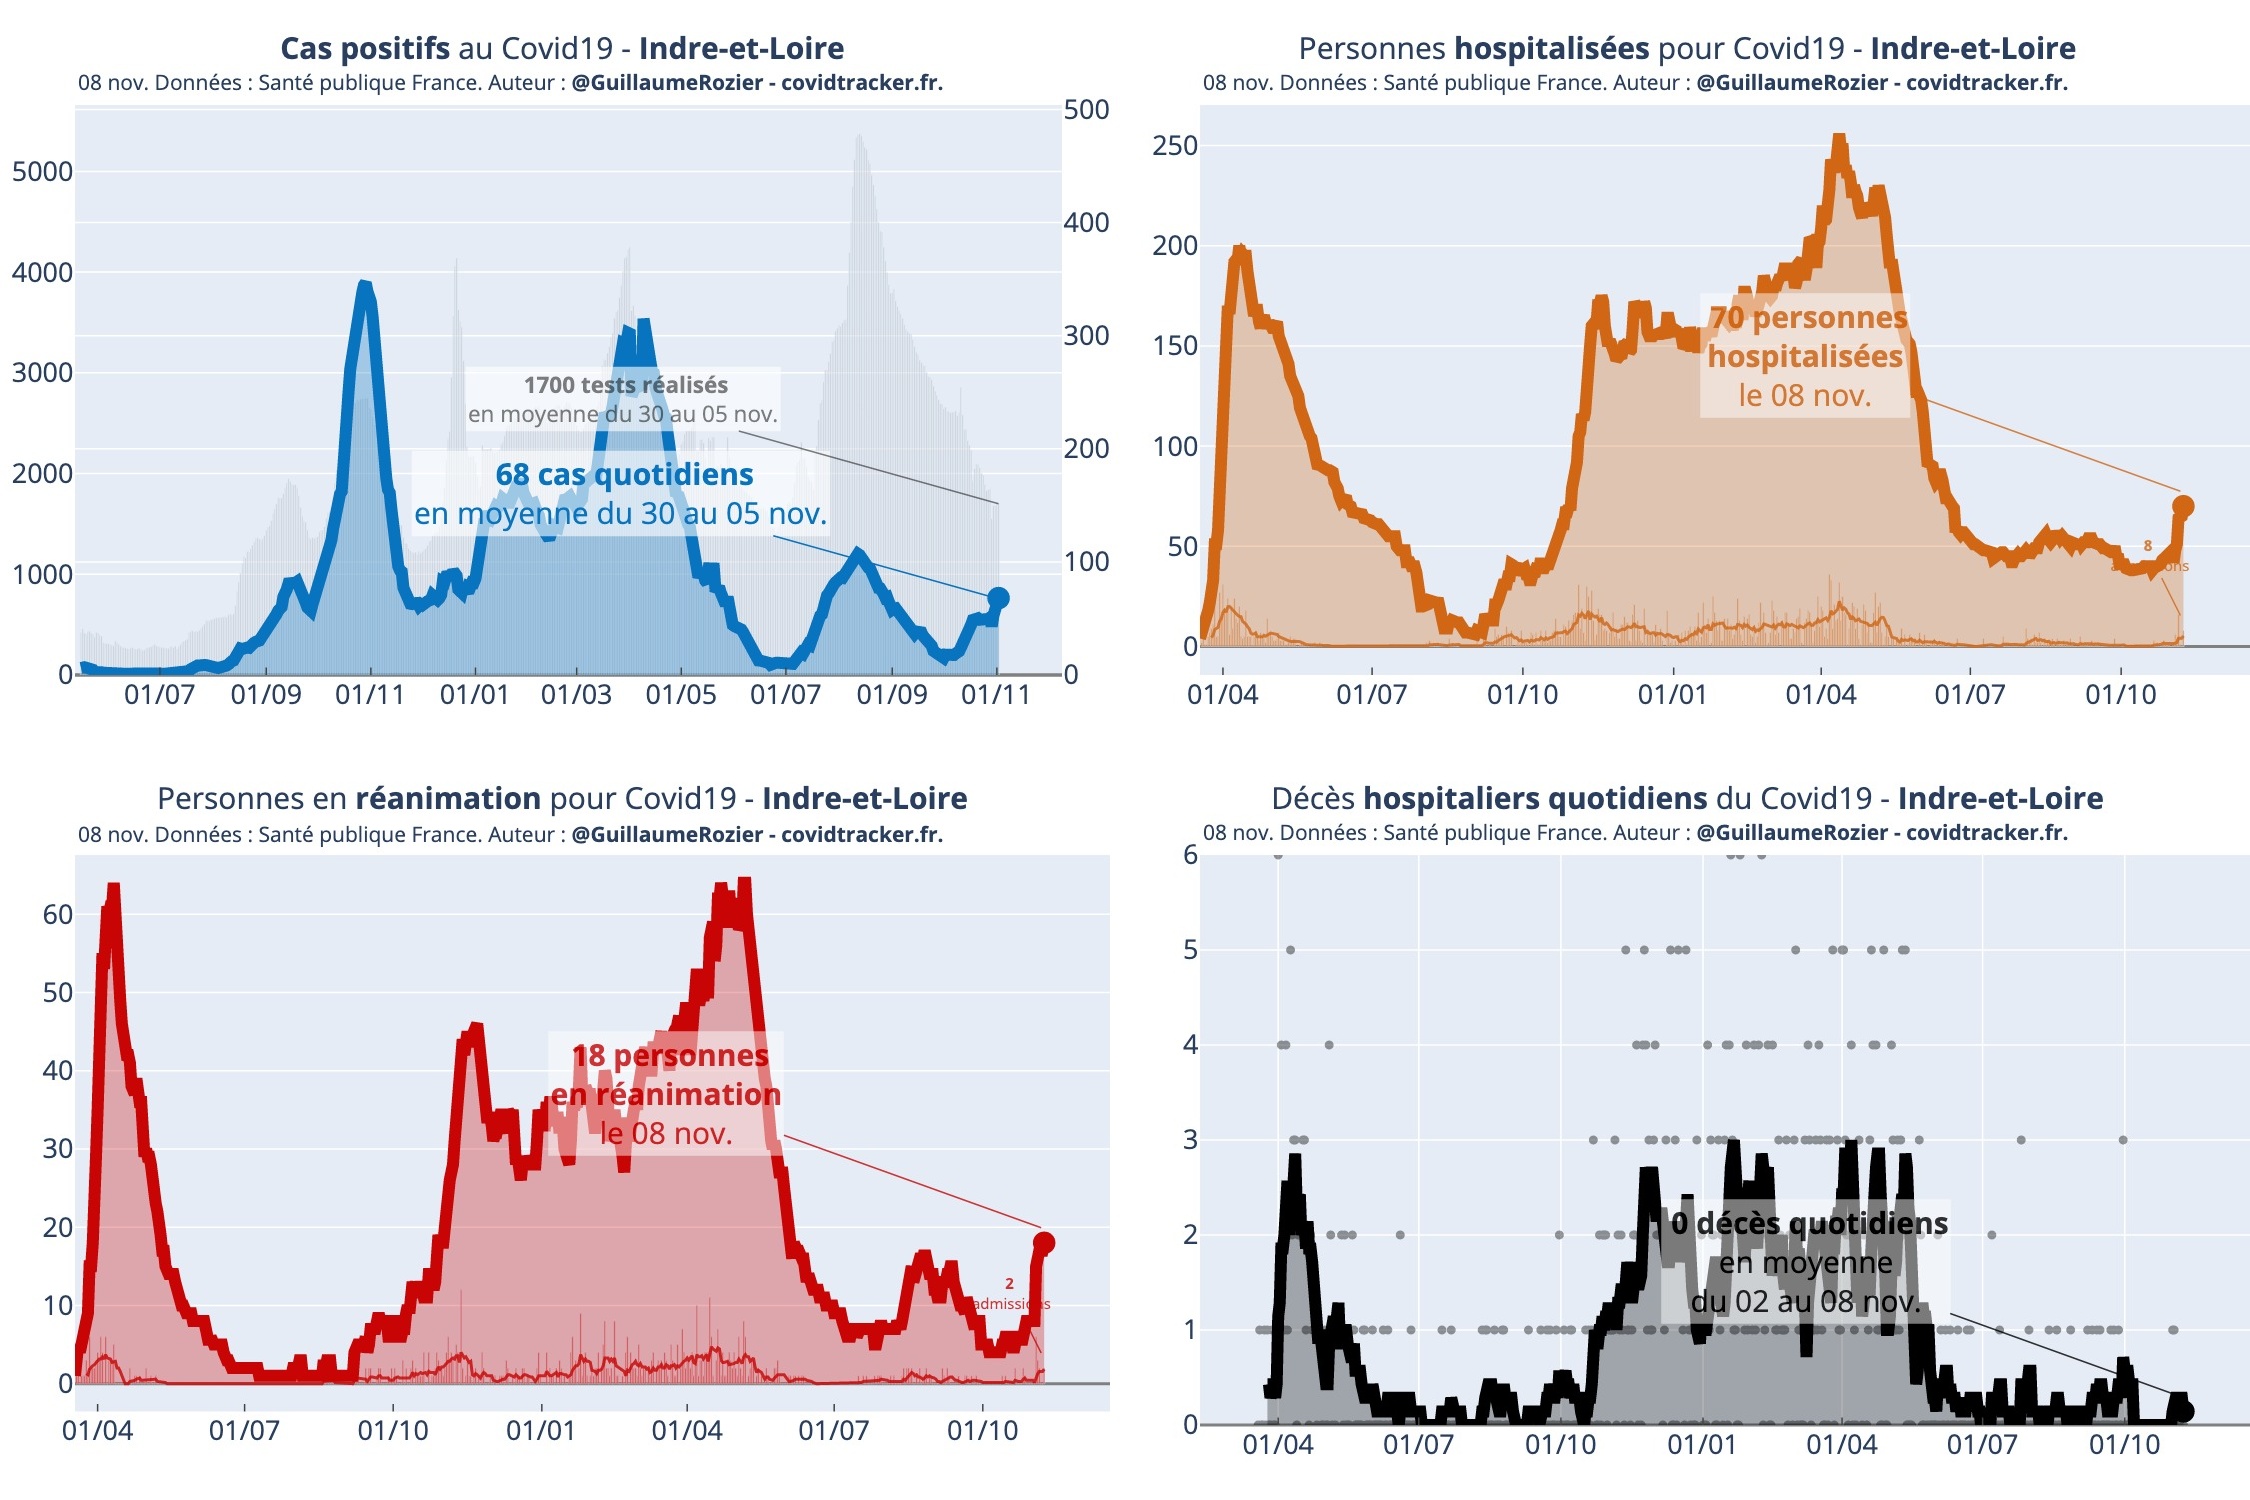 Cas positifs au Covid19 - Indre-et-Loire
08 nov. Données : Santé publique France. Auteur : @GuillaumeRozier - covidtracker.fr.
500
5000
400
4000
300
3000
1700 tests réalisés
en moyenne du 30 au 05 nov.
200
2000
68 cas quotidiens
en moyenne du 30 au 05 nov.
100
1000
0
0
01/07 01/09 01/11 01/01 01/03 01/05 01/07 01/09 01/11
Personnes hospitalisées pour Covid19 - Indre-et-Loire
08 nov. Données : Santé publique France. Auteur : @GuillaumeRozier - covidtracker.fr.
250
200
150
70 personnes
hospitalisées
le 08 nov.
100
50
8
0
01/04 01/07 01/10 01/01 01/04 01/07 01/10
Personnes en réanimation pour Covid19 - Indre-et-Loire
08 nov. Données : Santé publique France. Auteur : @GuillaumeRozier - covidtracker.fr.
60
50
40
18 personnes
en réanimation
le 08 nov.
30
20
2
admissions
10
0
01/04 01/07 01/10 01/01 01/04 01/07 01/10
Décès hospitaliers quotidiens du Covid19 - Indre-et-Loire
08 nov. Données : Santé publique France. Auteur : @GuillaumeRozier - covidtracker.fr.
6
5
4
3
2
0 décès quotidiens
en moyenne
du 02 au 08 nov.
1
0
01/04 01/07 01/10 01/01 01/04 01/07 01/10